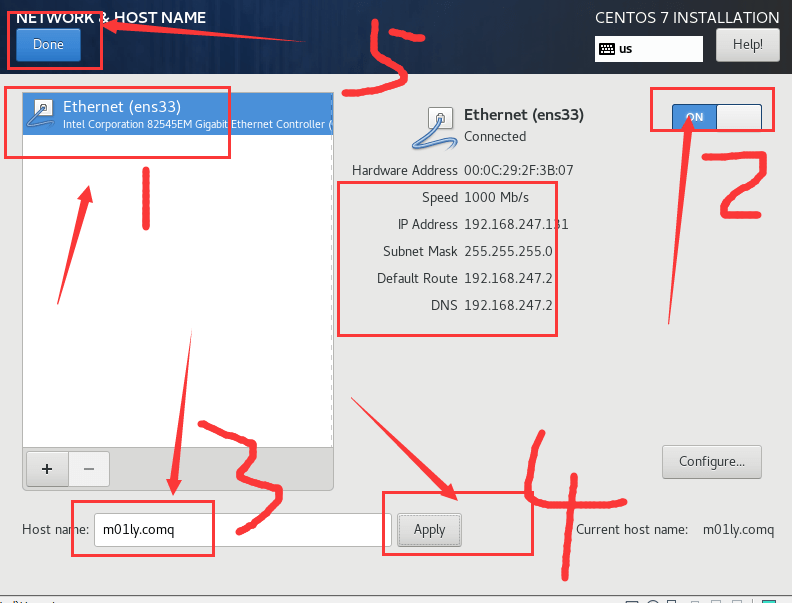 NETWORK & HOST NAME
CENTOS 7 INSTALLATION
Done
us
Help!
5
Ethernet (ens33)
Intel Corporation 82545EM Gigabit Ethernet Controller (
Ethernet (ens33)
Connected
ON
1
2
Hardware Address 00:0C:29:2F:3B:07
Speed 1000 Mb/s
IP Address 192.168.247.131
Subnet Mask 255.255.255.0
Default Route 192.168.247.2
DNS 192.168.247.2
3
4
+ −
Configure...
Host name: m01ly.comq
Apply
Current host name: m01ly.comq